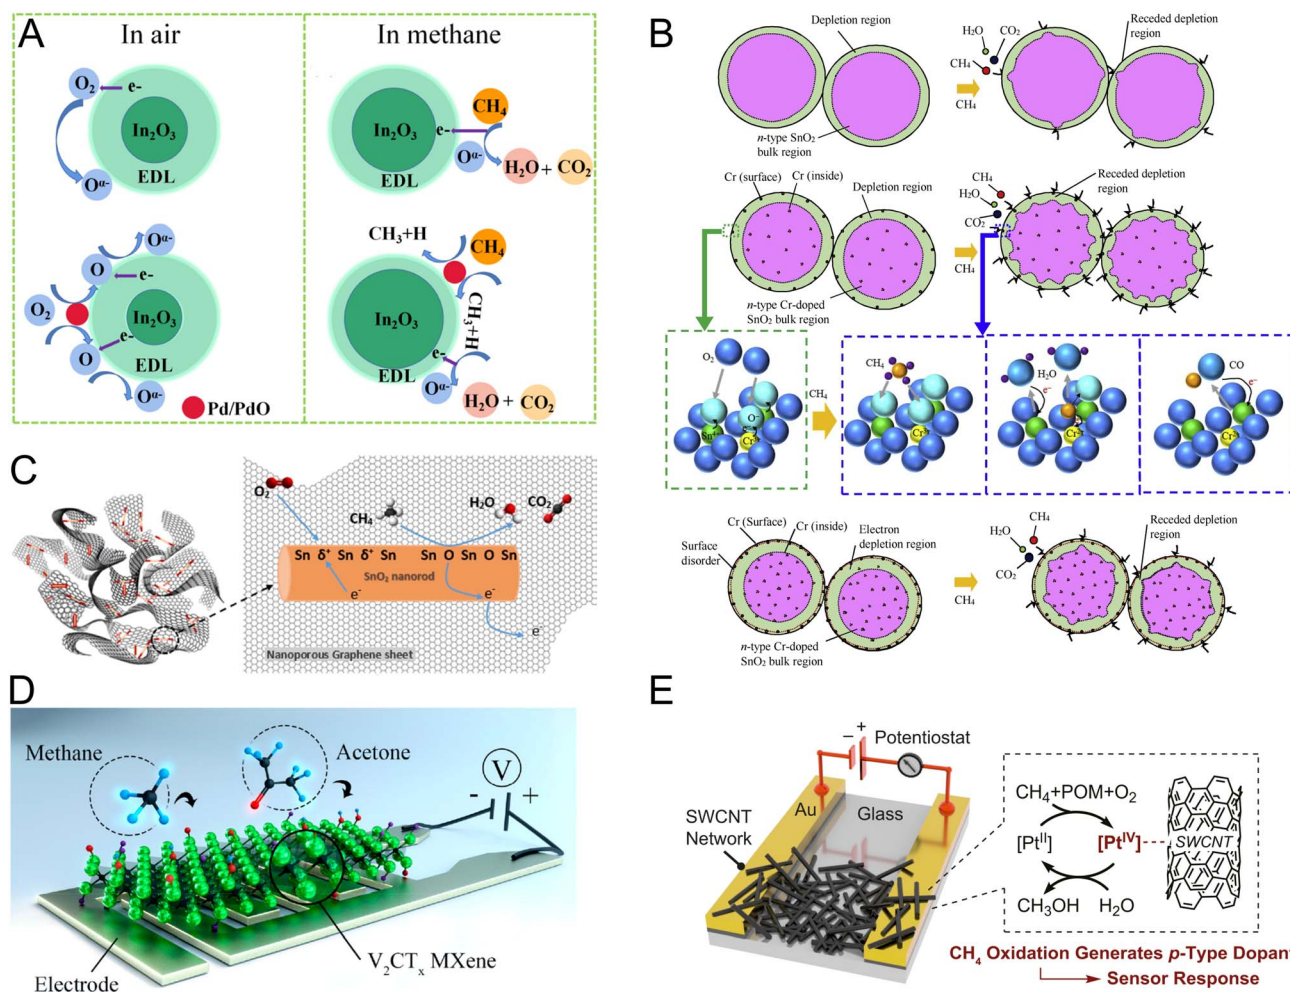 A
In air
In methane
O₂
e-
In₂O₃
EDL
Oᵅ⁻
CH₄
e-
In₂O₃
Oᵅ⁻
EDL
H₂O + CO₂
Oᵅ⁻
O
e-
O₂
In₂O₃
e-
O
EDL
Oᵅ⁻
Pd/PdO
CH₃+H
CH₄
In₂O₃
CH₃+H
e-
EDL
Oᵅ⁻
H₂O + CO₂
B
Depletion region
n-type SnO₂
bulk region
H₂O
CO₂
CH₄
CH₄
Receded depletion
region
Cr (surface)
Cr (inside)
Depletion region
n-type Cr-doped
SnO₂ bulk region
CH₄
H₂O
CO₂
CH₄
Receded depletion
region
O₂
O⁻
CH₄
CH₄
H₂O
e⁻
CO
e⁻
Cr (Surface)
Cr (inside)
Surface
disorder
Electron
depletion region
n-type Cr-doped
SnO₂ bulk region
CH₄
H₂O
CO₂
CH₄
Receded depletion
region
C
O₂
CH₄
H₂O
CO₂
Sn δ⁺ Sn δ⁺ Sn Sn O Sn O Sn
SnO₂ nanorod
e⁻
e⁻
e⁻
Nanoporous Graphene sheet
D
Methane
Acetone
V
- +
V₂CTₓ MXene
Electrode
E
− +
Potentiostat
Au
Glass
SWCNT
Network
CH₄+POM+O₂
[Ptᴵᴵ]
[Ptᴵⱽ]
SWCNT
CH₃OH
H₂O
CH₄ Oxidation Generates p-Type Dopant
Sensor Response